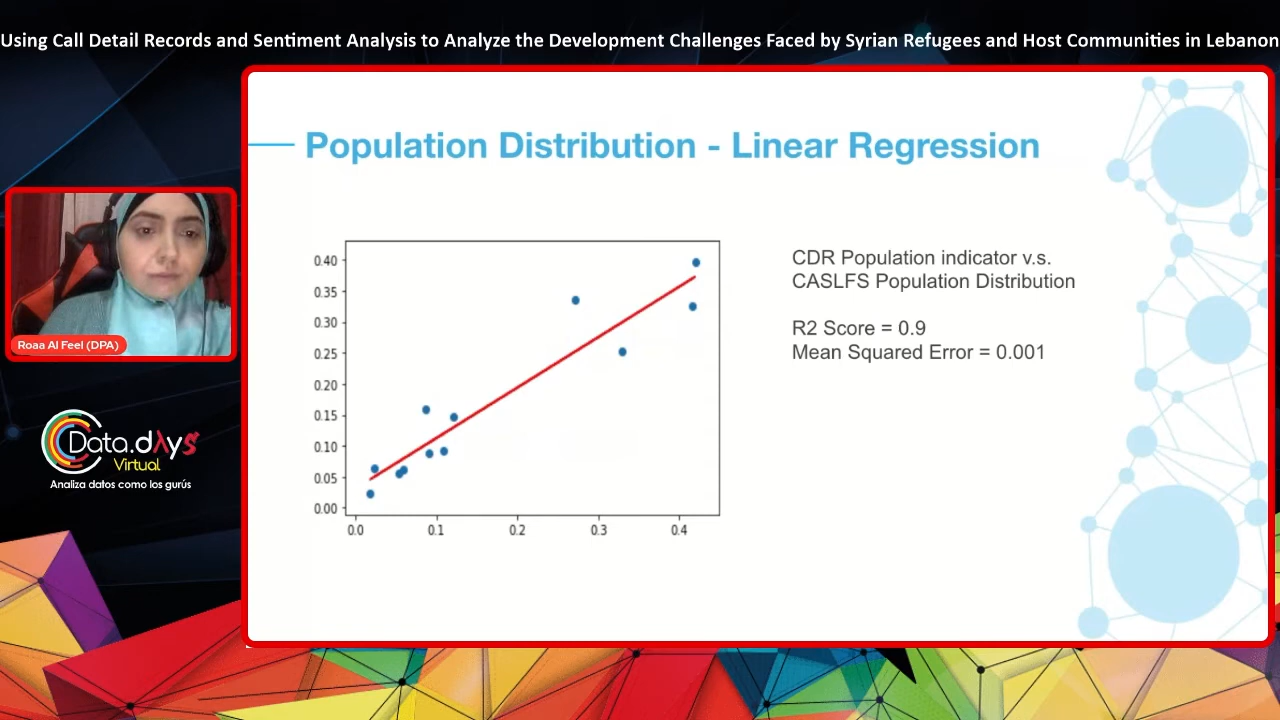 Using Call Detail Records and Sentiment Analysis to Analyze the Development Challenges Faced by Syrian Refugees and Host Communities in Lebanon
Population Distribution - Linear Regression
CDR Population indicator v.s.
CASLFS Population Distribution
R2 Score = 0.9
Mean Squared Error = 0.001
0.40
0.35
0.30
0.25
0.20
0.15
0.10
0.05
0.00
0.0 0.1 0.2 0.3 0.4
Roaa Al Feel (DPA)
Data.dAys
Virtual
Analiza datos como los gurús